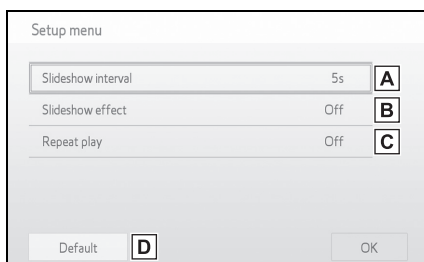 Setup menu
Slideshow interval 5s A
Slideshow effect Off B
Repeat play Off C
Default D OK